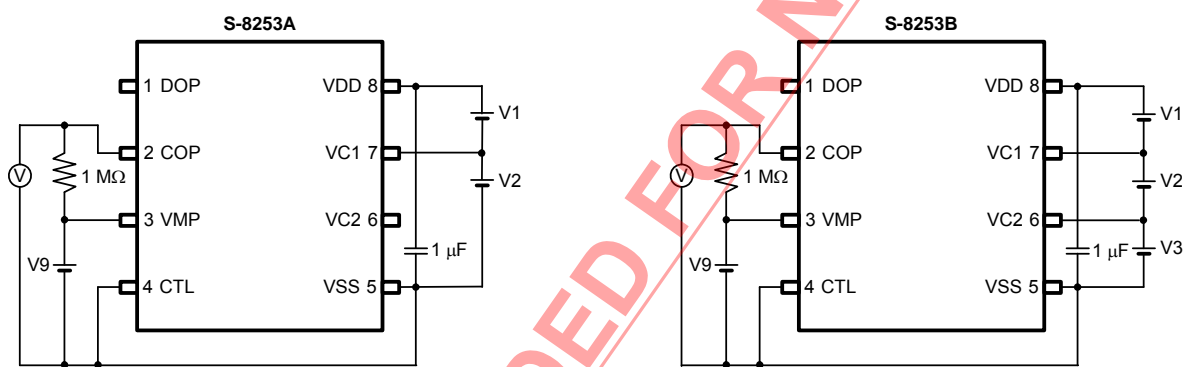 S-8253A
1 DOP
VDD 8
V1
2 COP
VC1 7
V
1 MΩ
V2
3 VMP
VC2 6
V9
1 μF
4 CTL
VSS 5
S-8253B
1 DOP
VDD 8
V1
2 COP
VC1 7
V
1 MΩ
V2
3 VMP
VC2 6
V9
1 μF
V3
4 CTL
VSS 5
DED FOR N